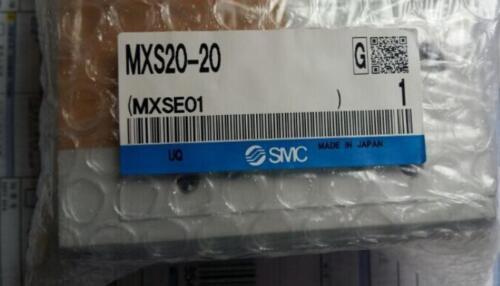 MXS20-20
G
(MXSE01 )
1
UQ SMC MADE IN JAPAN